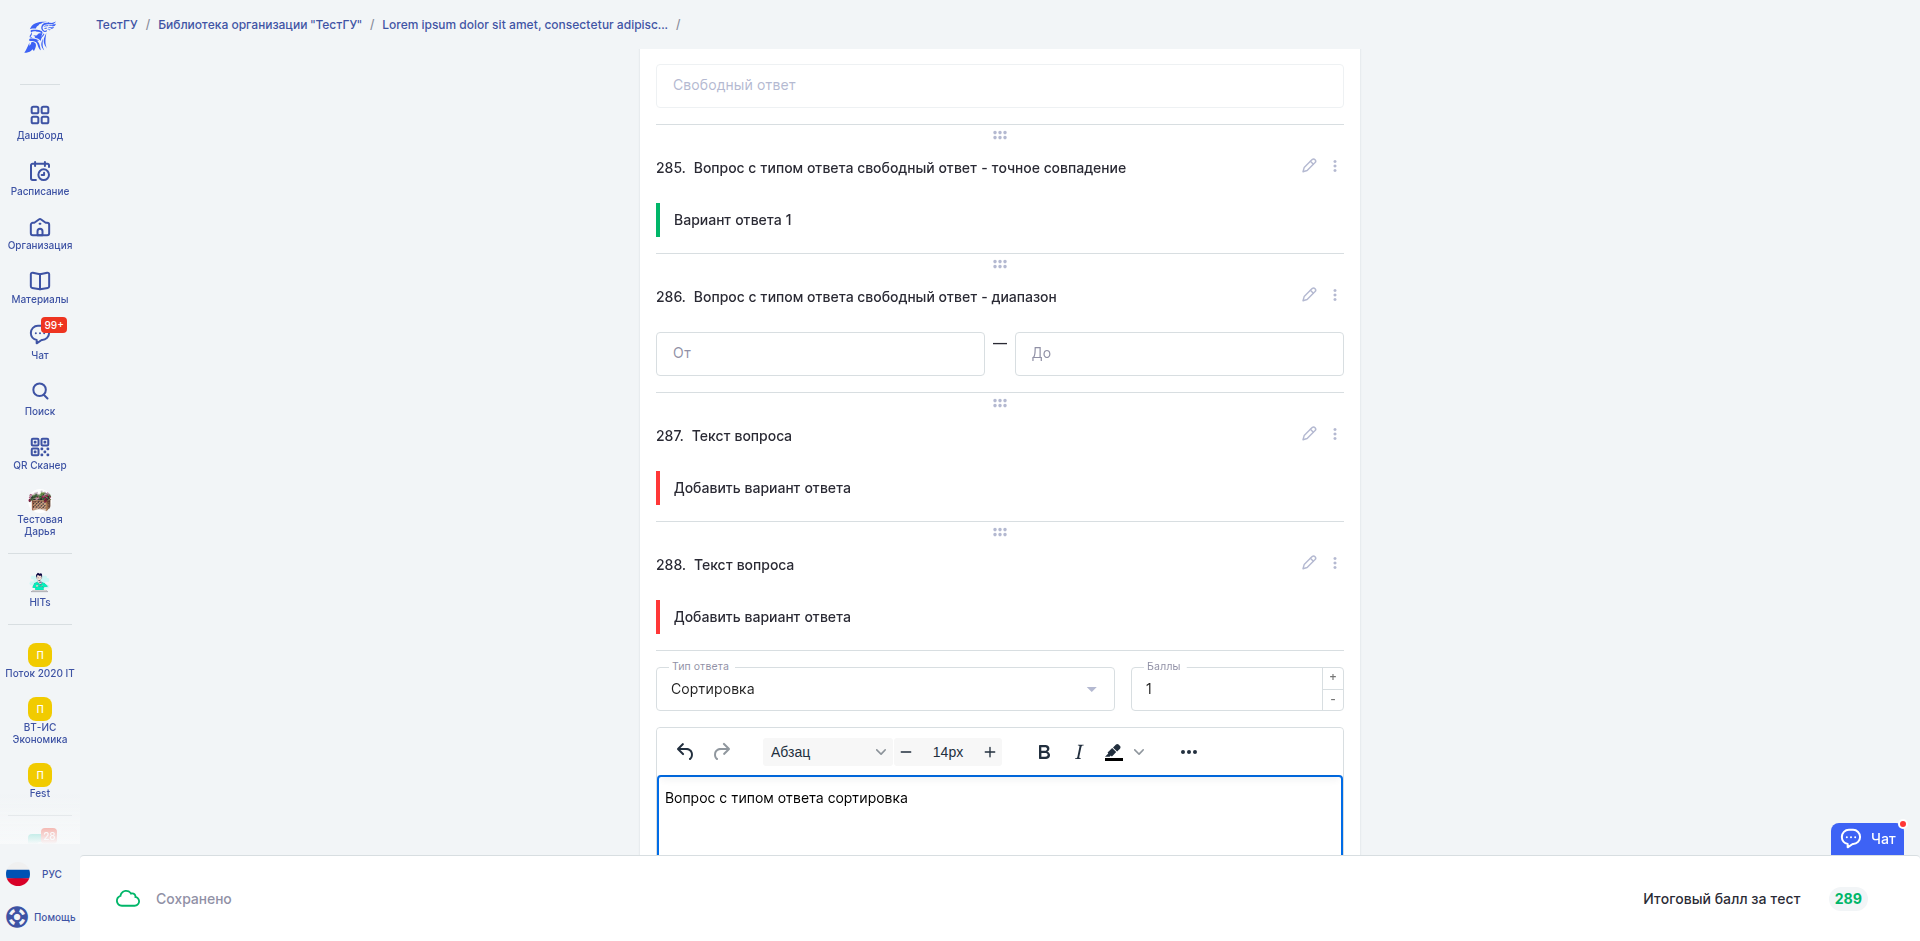 ТестГУ / Библиотека организации "ТестГУ" / Lorem ipsum dolor sit amet, consectetur adipisc... /
Дашборд
Расписание
Организация
Материалы
99+
Чат
Поиск
QR Сканер
Тестовая
Дарья
HITs
П
Поток 2020 IT
П
ВТ-ИС
Экономика
П
Fest
28
РУС
Помощь
Свободный ответ
285. Вопрос с типом ответа свободный ответ - точное совпадение
Вариант ответа 1
286. Вопрос с типом ответа свободный ответ - диапазон
От — До
287. Текст вопроса
Добавить вариант ответа
288. Текст вопроса
Добавить вариант ответа
Тип ответа
Сортировка
Баллы
1
+
-
Абзац
14px
B I
Вопрос с типом ответа сортировка
Чат
Сохранено
Итоговый балл за тест 289